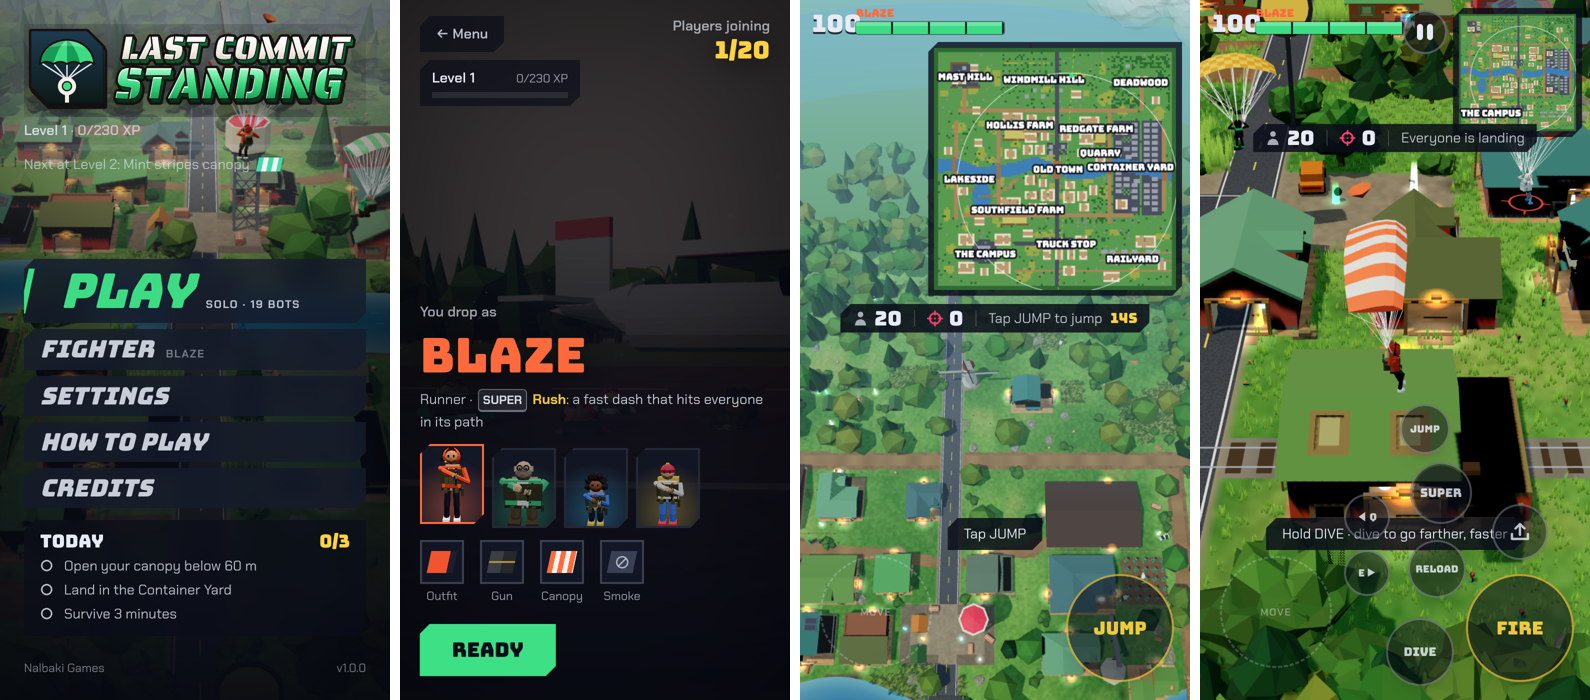 LAST COMMIT
STANDING
Level 1 · 0/230 XP
Next at Level 2: Mint stripes canopy
PLAY SOLO · 19 BOTS
FIGHTER BLAZE
SETTINGS
HOW TO PLAY
CREDITS
TODAY 0/3
Open your canopy below 60 m
Land in the Container Yard
Survive 3 minutes
Nalbaki Games v1.0.0
← Menu
Players joining
1/20
Level 1 0/230 XP
You drop as
BLAZE
Runner · SUPER Rush: a fast dash that hits everyone
in its path
Outfit Gun Canopy Smoke
READY
100 BLAZE
MAST HILL WINDMILL HILL DEADWOOD
HOLLIS FARM REDGATE FARM
QUARRY
OLD TOWN CONTAINER YARD
LAKESIDE
SOUTHFIELD FARM
TRUCK STOP
THE CAMPUS RAILYARD
20 0 Tap JUMP to jump 14S
Tap JUMP
MOVE
JUMP
100 BLAZE
THE CAMPUS
20 0 Everyone is landing
JUMP
SUPER
◀ Q
Hold DIVE · dive to go farther, faster
E ▶ RELOAD
MOVE
FIRE
DIVE